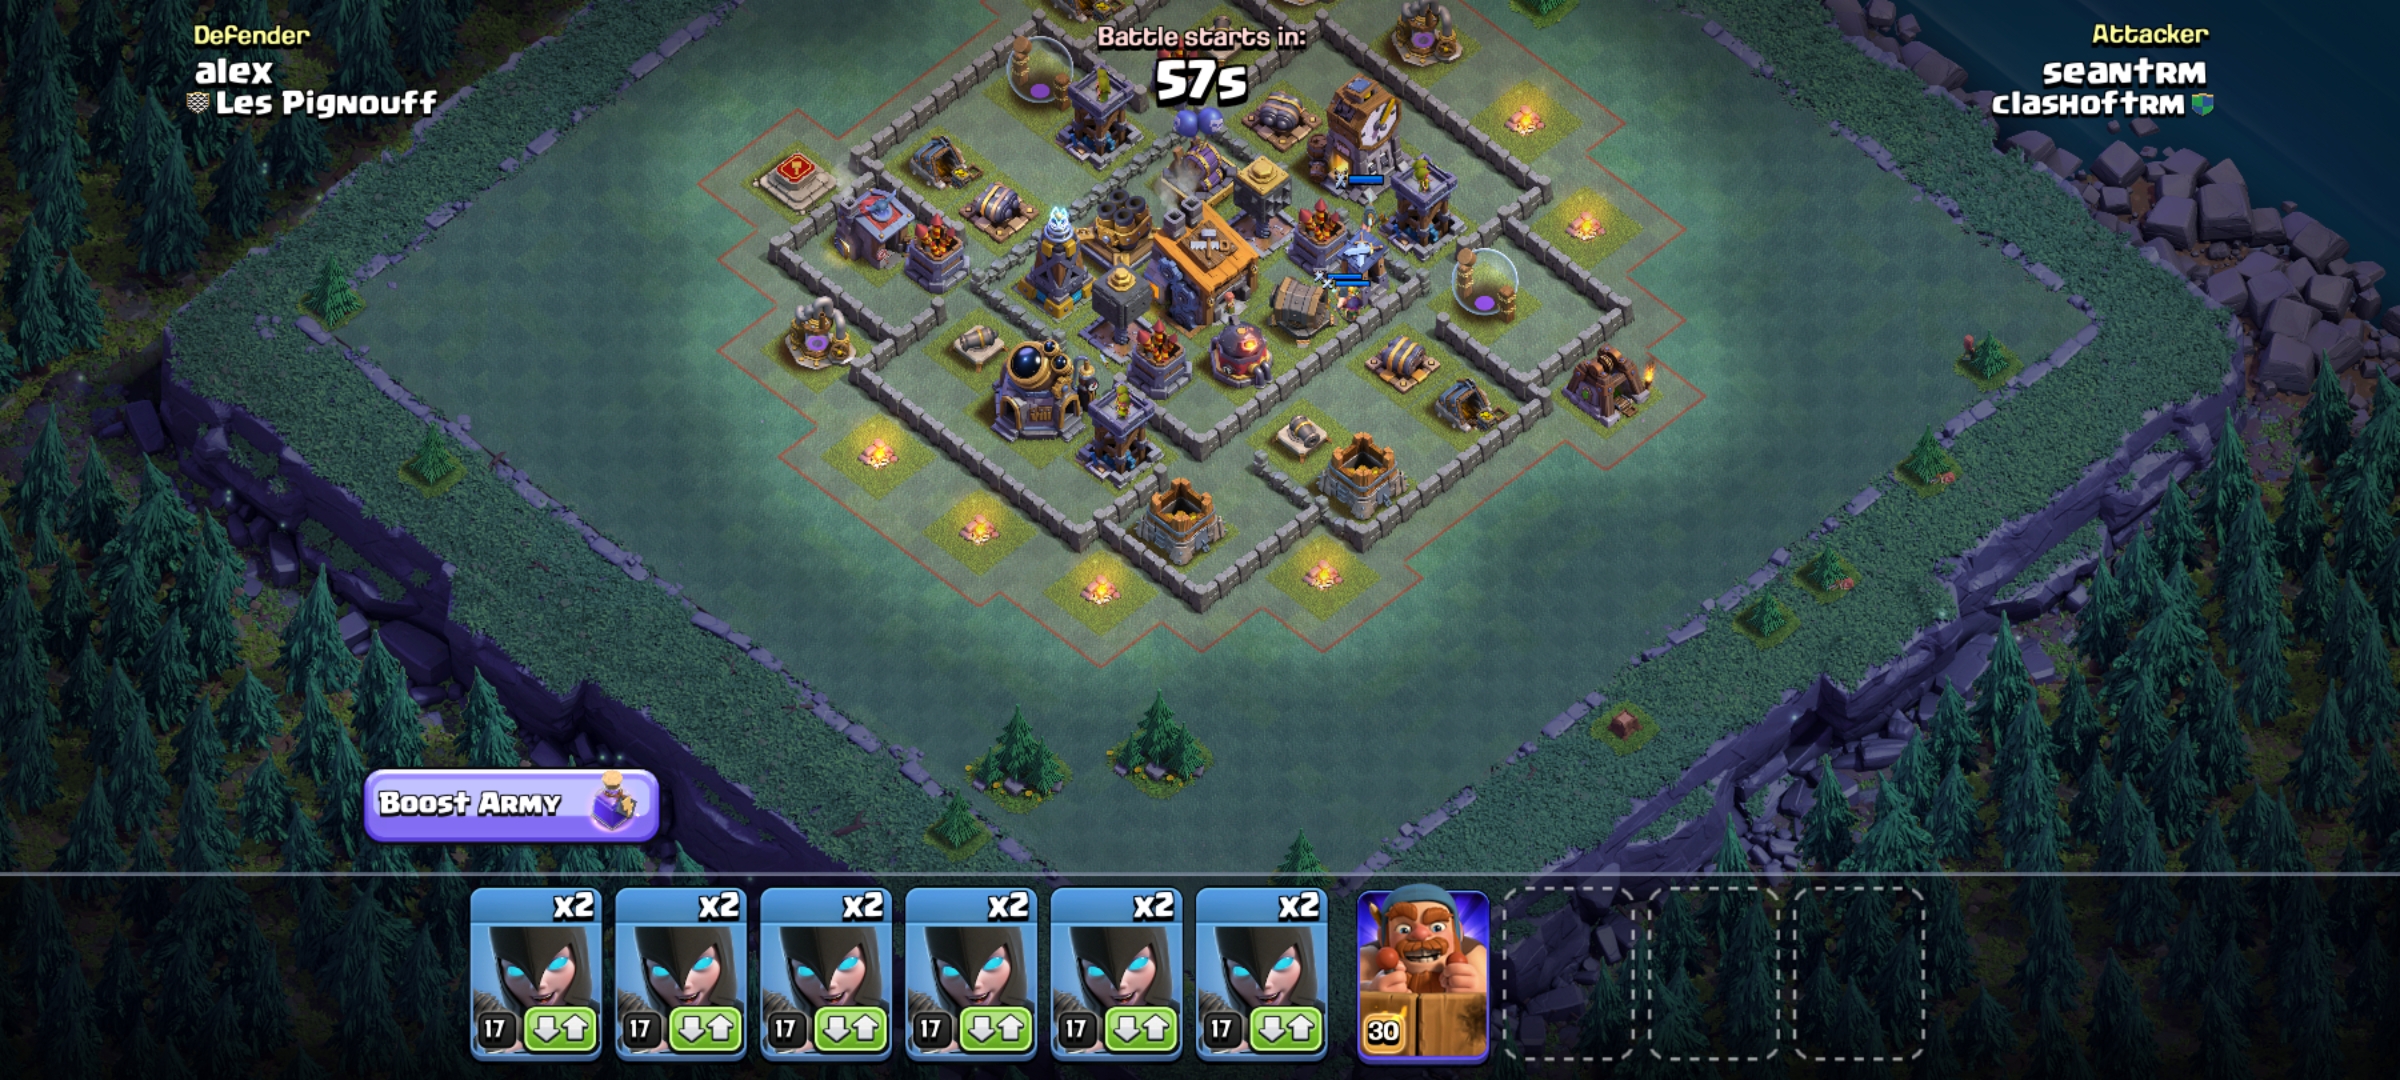 Defender
alex
Les Pignouff
Battle starts in:
57s
Attacker
seantRM
clashoftRM
Boost Army
x2
x2
x2
x2
x2
x2
17
17
17
17
17
17
30